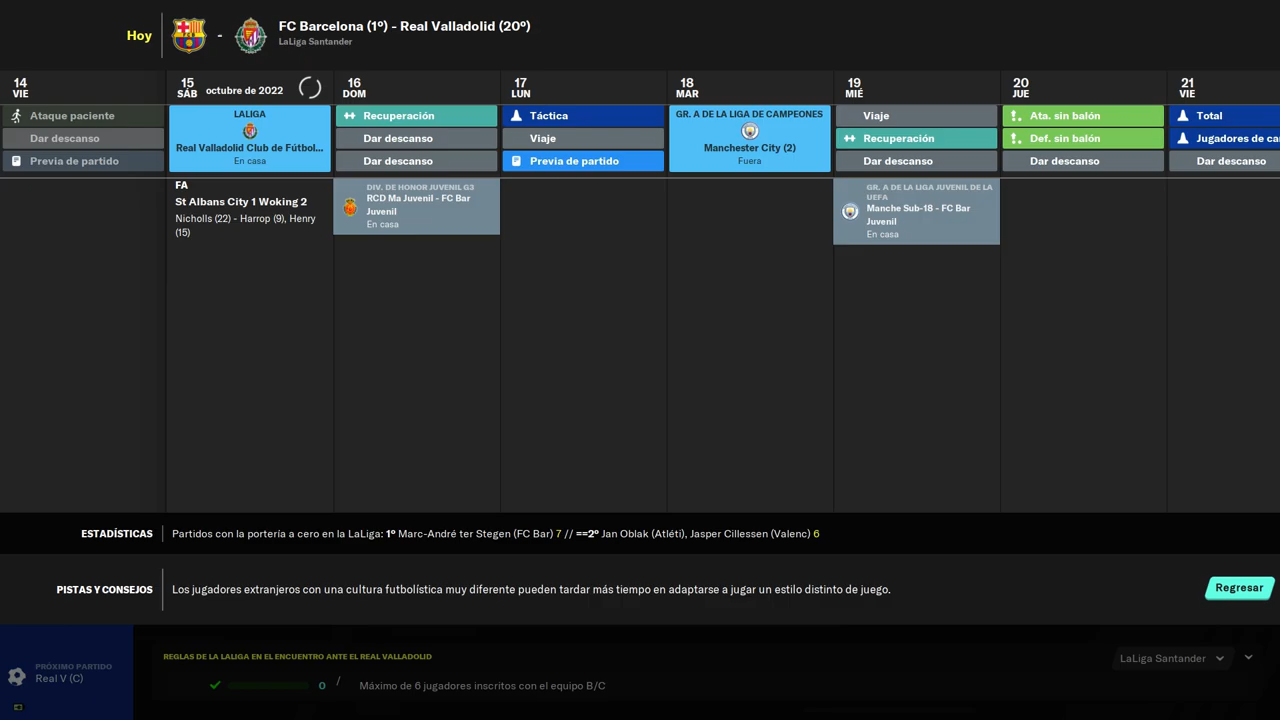 Hoy
FC Barcelona (1º) - Real Valladolid (20º)
-
LaLiga Santander
14
VIE
15
SÁB
octubre de 2022
16
DOM
17
LUN
18
MAR
19
MIÉ
20
JUE
21
VIE
Ataque paciente
Dar descanso
Previa de partido
LALIGA
Real Valladolid Club de Fútbol...
En casa
Recuperación
Dar descanso
Dar descanso
Táctica
Viaje
Previa de partido
GR. A DE LA LIGA DE CAMPEONES
Manchester City (2)
Fuera
Viaje
Recuperación
Dar descanso
Ata. sin balón
Def. sin balón
Dar descanso
Total
Jugadores de ca
Dar descanso
FA
St Albans City 1 Woking 2
Nicholls (22) - Harrop (9), Henry
(15)
DIV. DE HONOR JUVENIL G3
RCD Ma Juvenil - FC Bar
Juvenil
En casa
GR. A DE LA LIGA JUVENIL DE LA
UEFA
Manche Sub-18 - FC Bar
Juvenil
En casa
ESTADÍSTICAS
Partidos con la portería a cero en la LaLiga: 1º Marc-André ter Stegen (FC Bar) 7 // ==2º Jan Oblak (Atléti), Jasper Cillessen (Valenc) 6
PISTAS Y CONSEJOS
Los jugadores extranjeros con una cultura futbolística muy diferente pueden tardar más tiempo en adaptarse a jugar un estilo distinto de juego.
Regresar
PRÓXIMO PARTIDO
Real V (C)
REGLAS DE LA LALIGA EN EL ENCUENTRO ANTE EL REAL VALLADOLID
LaLiga Santander
0 / Máximo de 6 jugadores inscritos con el equipo B/C